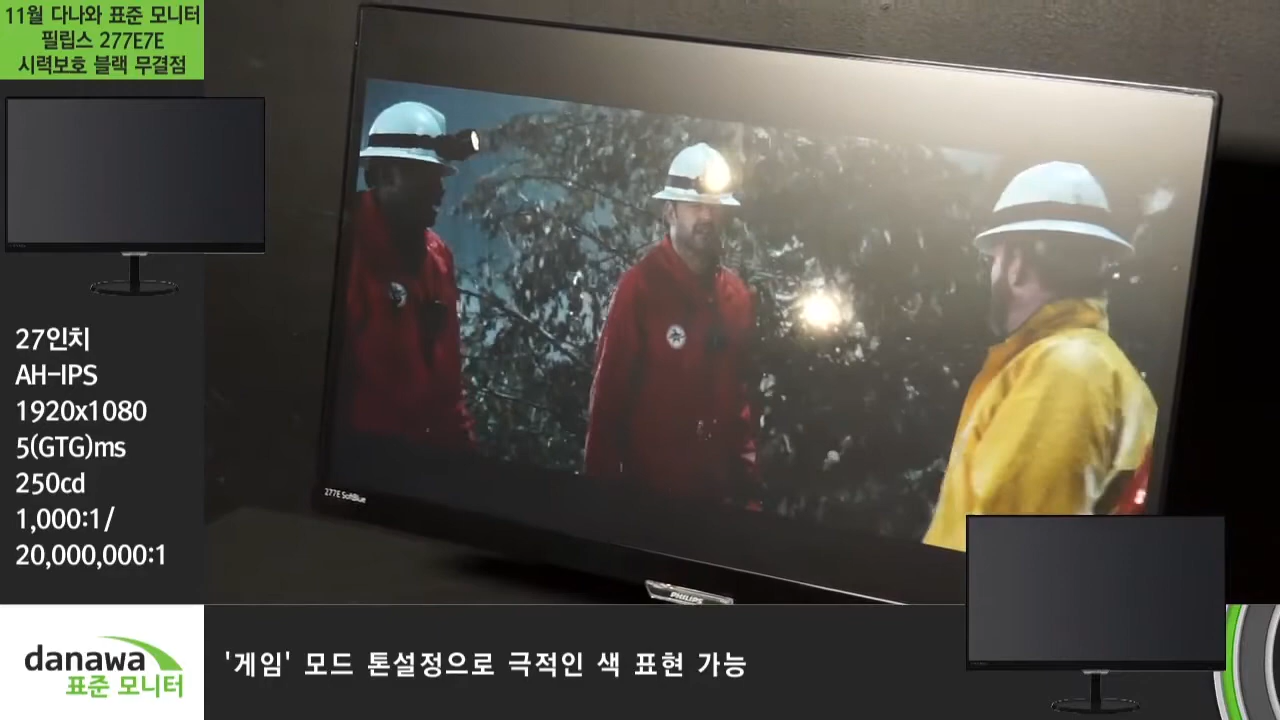 11월 다나와 표준 모니터
필립스 277E7E
시력보호 블랙 무결점
27인치
AH-IPS
1920x1080
5(GTG)ms
250cd
1,000:1/
20,000,000:1
277E SoftBlue
PHILIPS
danawa
표준 모니터
'게임' 모드 톤설정으로 극적인 색 표현 가능